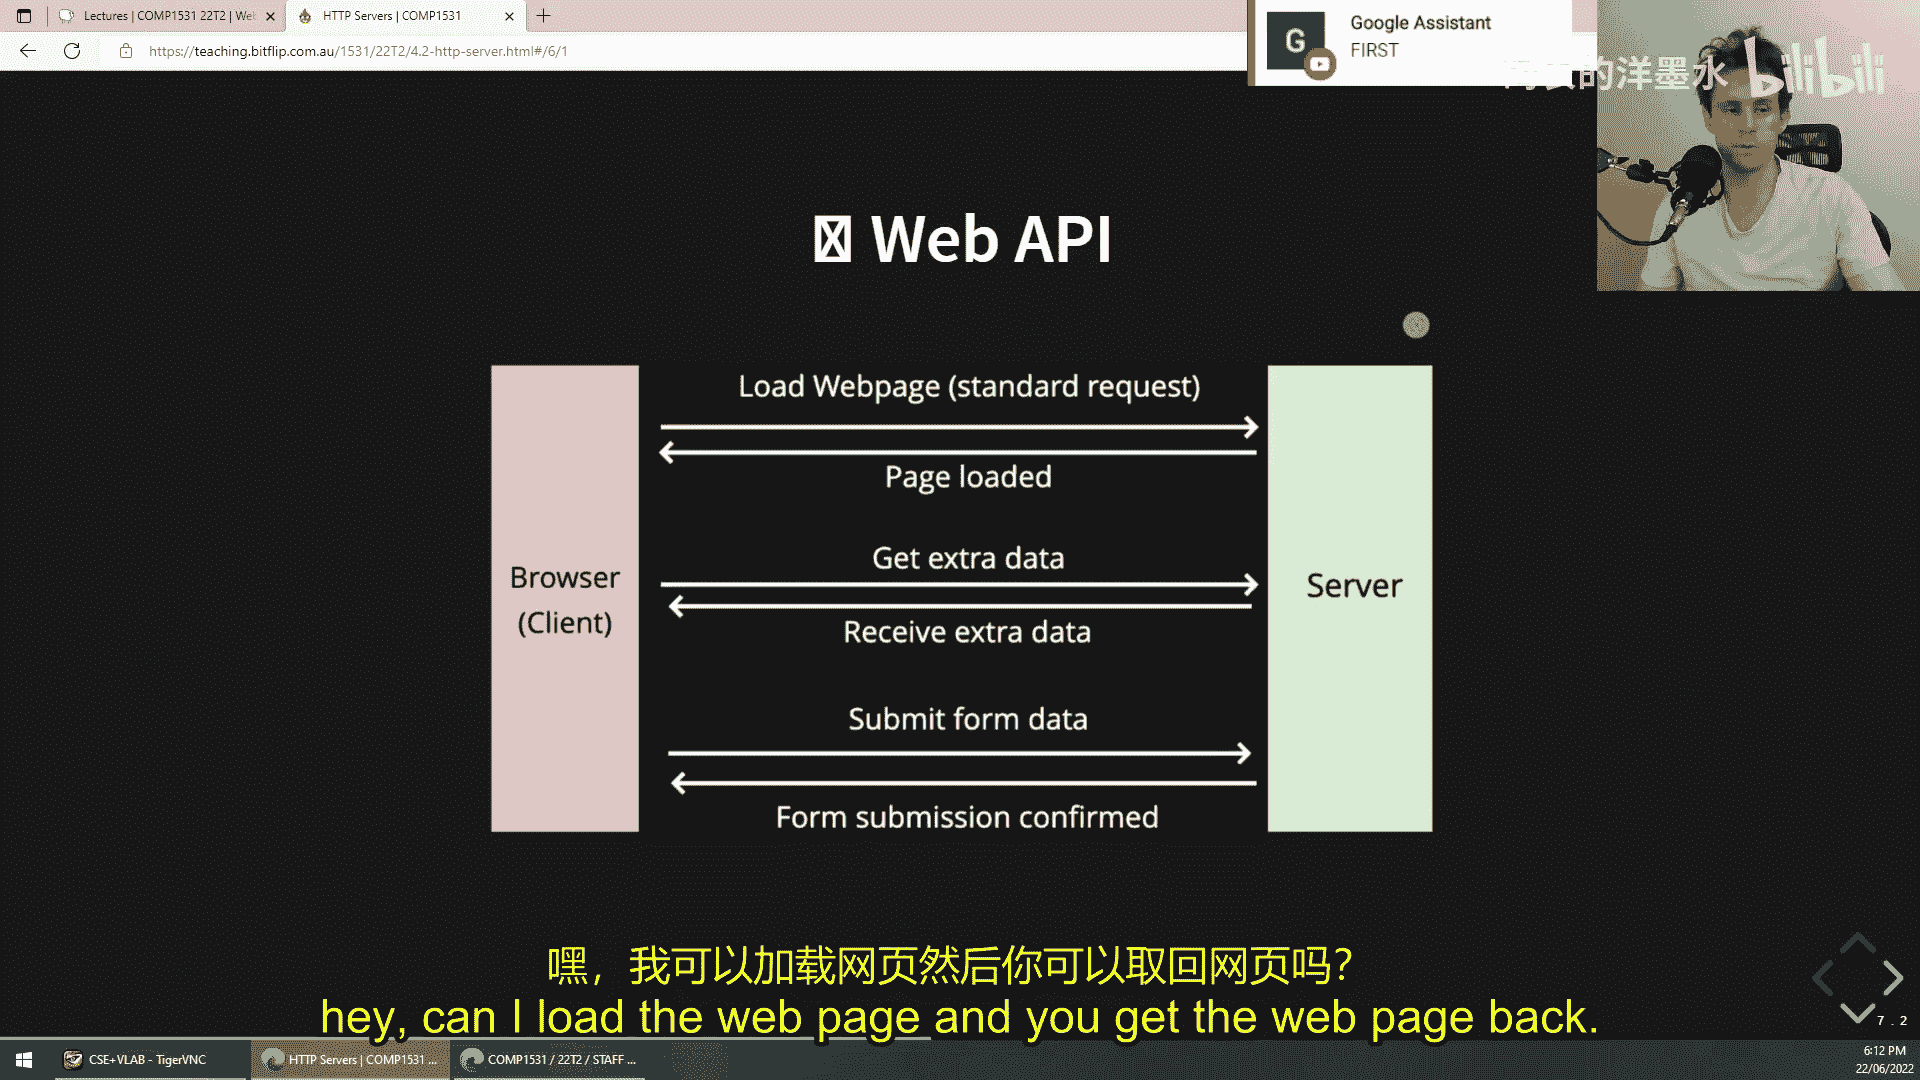 Lectures | COMP1531 22T2 | Web
HTTP Servers | COMP1531
https://teaching.bitflip.com.au/1531/22T2/4.2-http-server.html#/6/1
G
Google Assistant
FIRST
的洋墨水
bilibili
Web API
Load Webpage (standard request)
Page loaded
Get extra data
Browser
(Client)
Server
Receive extra data
Submit form data
Form submission confirmed
嘿，我可以加载网页然后你可以取回网页吗？
hey, can I load the web page and you get the web page back.
7.2
CSE+VLAB - TigerVNC
HTTP Servers | COMP1531 ...
COMP1531 / 22T2 / STAFF ...
6:12 PM
22/06/2022